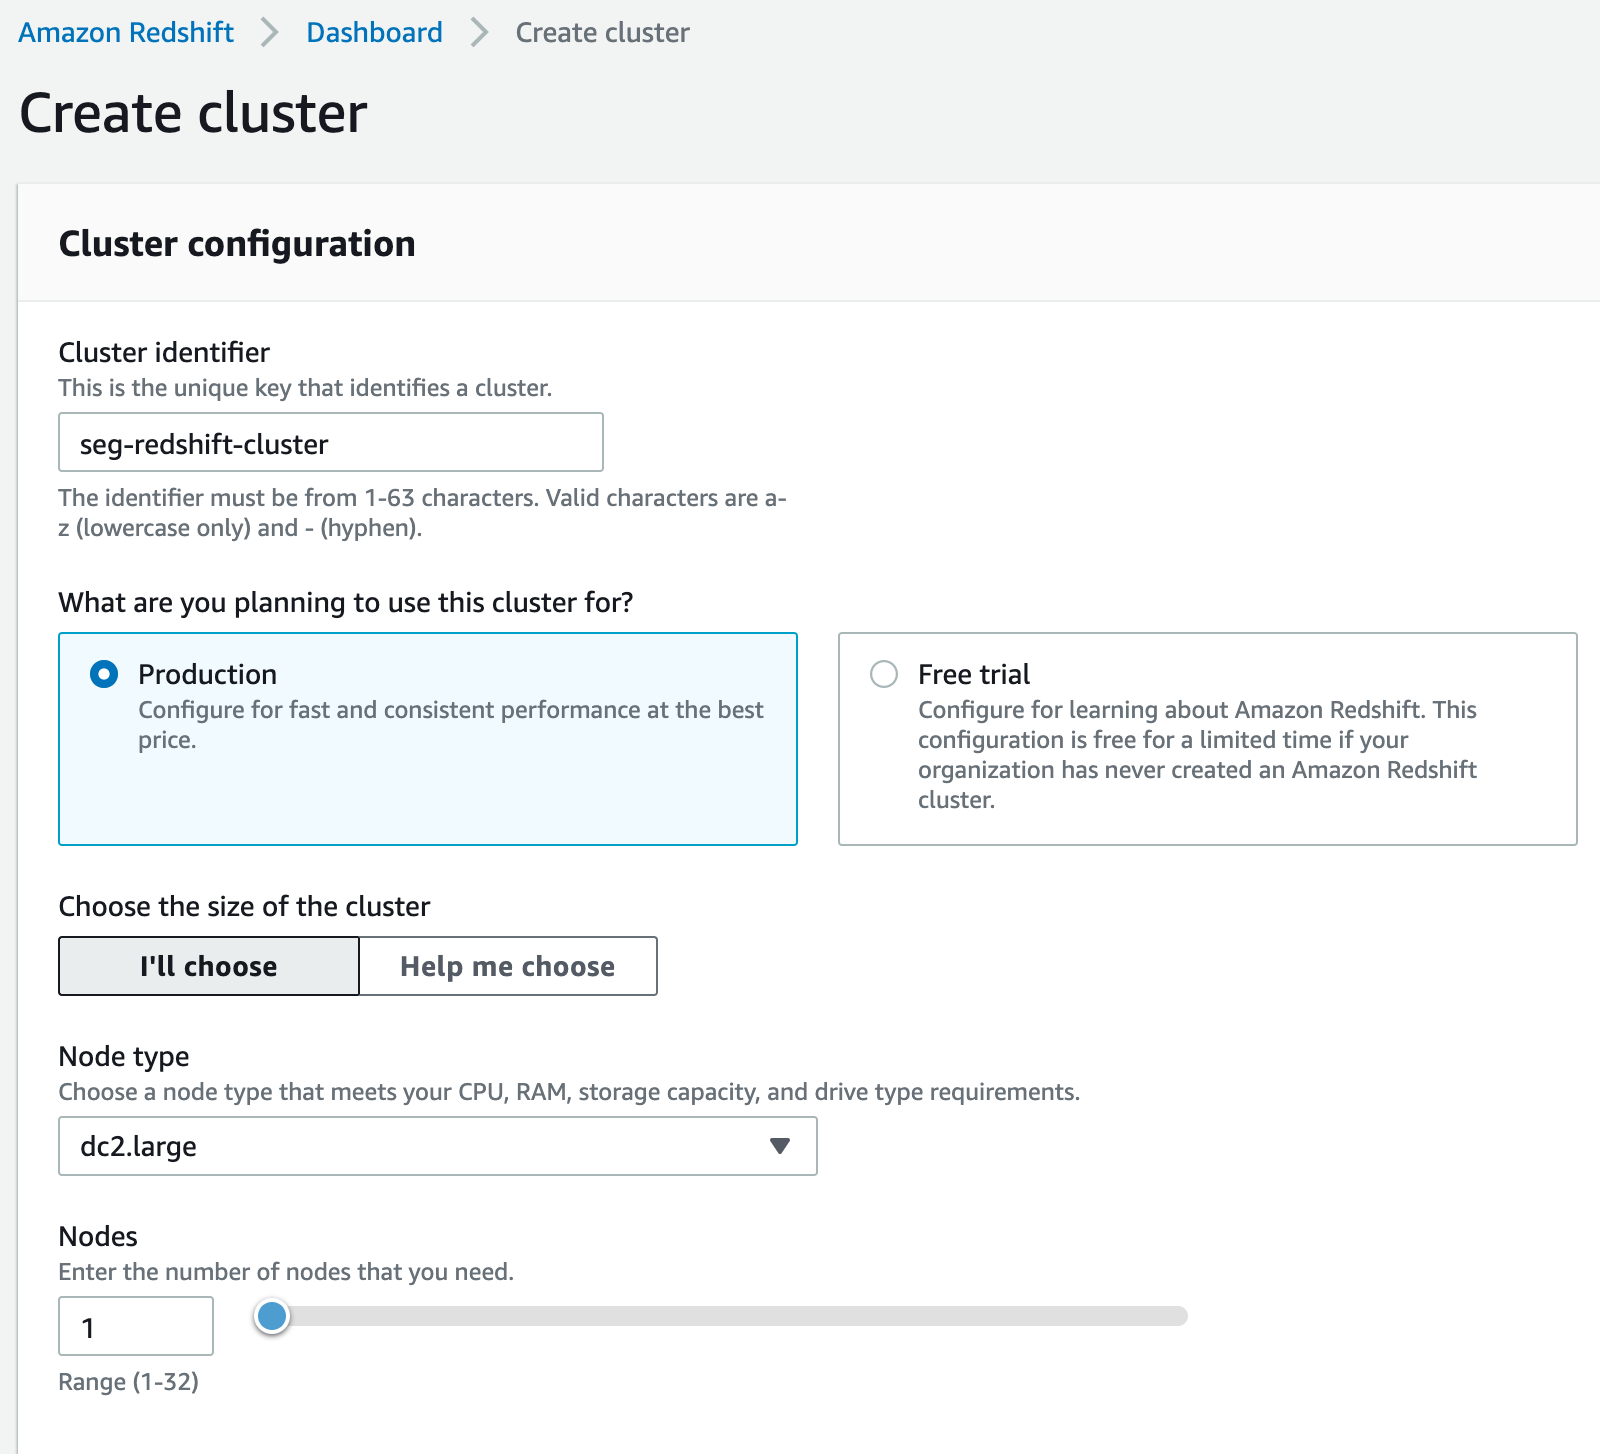 Amazon Redshift > Dashboard > Create cluster
Create cluster
Cluster configuration
Cluster identifier
This is the unique key that identifies a cluster.
seg-redshift-cluster
The identifier must be from 1-63 characters. Valid characters are a-
z (lowercase only) and - (hyphen).
What are you planning to use this cluster for?
Production
Configure for fast and consistent performance at the best
price.
Free trial
Configure for learning about Amazon Redshift. This
configuration is free for a limited time if your
organization has never created an Amazon Redshift
cluster.
Choose the size of the cluster
I'll choose
Help me choose
Node type
Choose a node type that meets your CPU, RAM, storage capacity, and drive type requirements.
dc2.large
Nodes
Enter the number of nodes that you need.
1
Range (1-32)